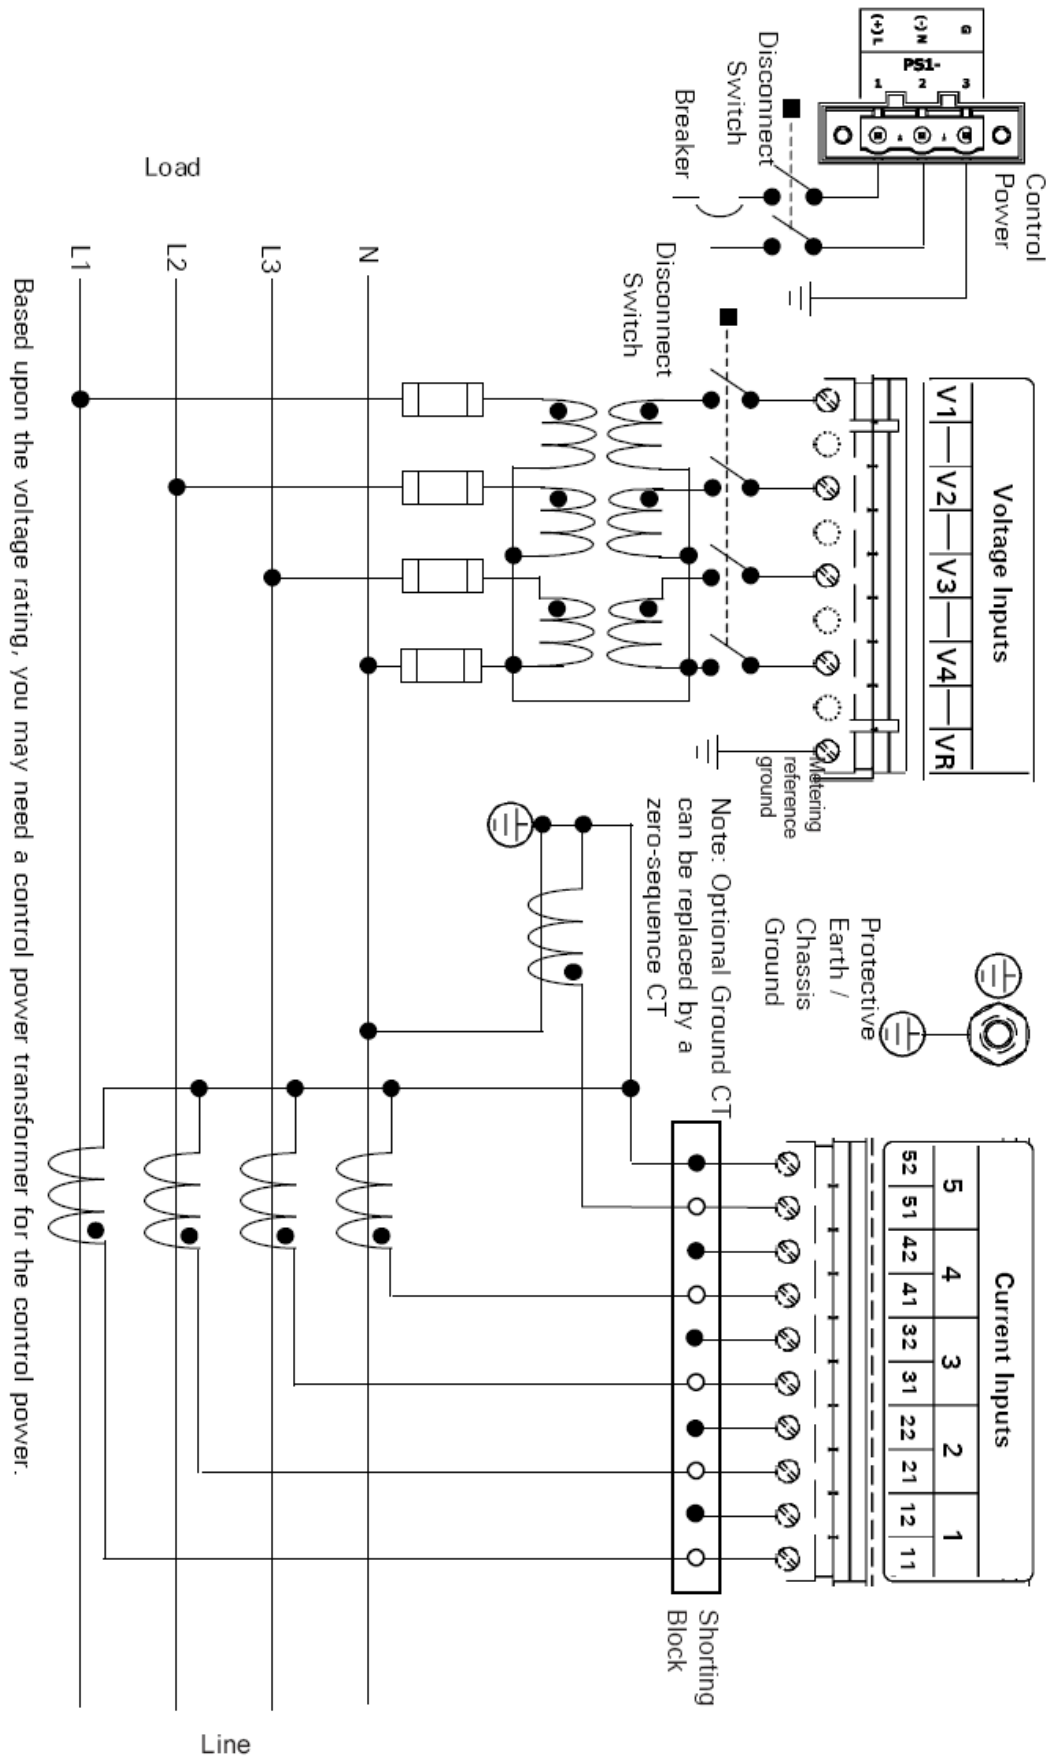 (+) L
(-) N
G
PS1-
1
2
3
Control
Power
Disconnect
Switch
Breaker
Load
Disconnect
Switch
L1
L2
L3
N
Voltage Inputs
V1
V2
V3
V4
VR
Metering
reference
ground
Note: Optional Ground CT
can be replaced by a
zero-sequence CT
Protective
Earth /
Chassis
Ground
Current Inputs
5
4
3
2
1
52
51
42
41
32
31
22
21
12
11
Shorting
Block
Line
Based upon the voltage rating, you may need a control power transformer for the control power.